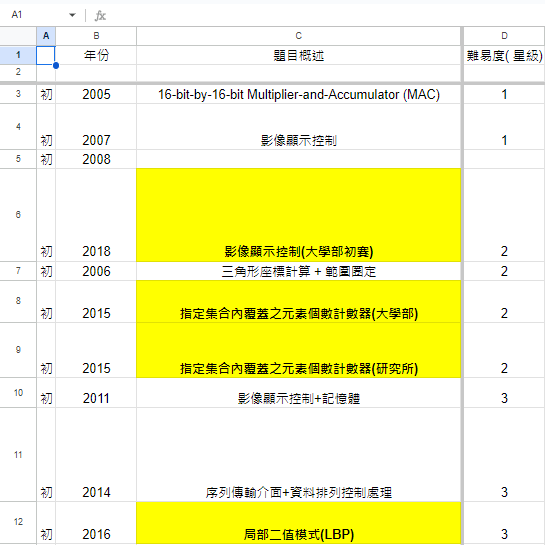 A1 fx
A B C D
1 年份 題目概述 難易度( 星級)
2
3 初 2005 16-bit-by-16-bit Multiplier-and-Accumulator (MAC) 1
4 初 2007 影像顯示控制 1
5 初 2008
6 初 2018 影像顯示控制(大學部初賽) 2
7 初 2006 三角形座標計算 + 範圍圈定 2
8 初 2015 指定集合內覆蓋之元素個數計數器(大學部) 2
9 初 2015 指定集合內覆蓋之元素個數計數器(研究所) 2
10 初 2011 影像顯示控制+記憶體 3
11 初 2014 序列傳輸介面+資料排列控制處理 3
12 初 2016 局部二值模式(LBP) 3